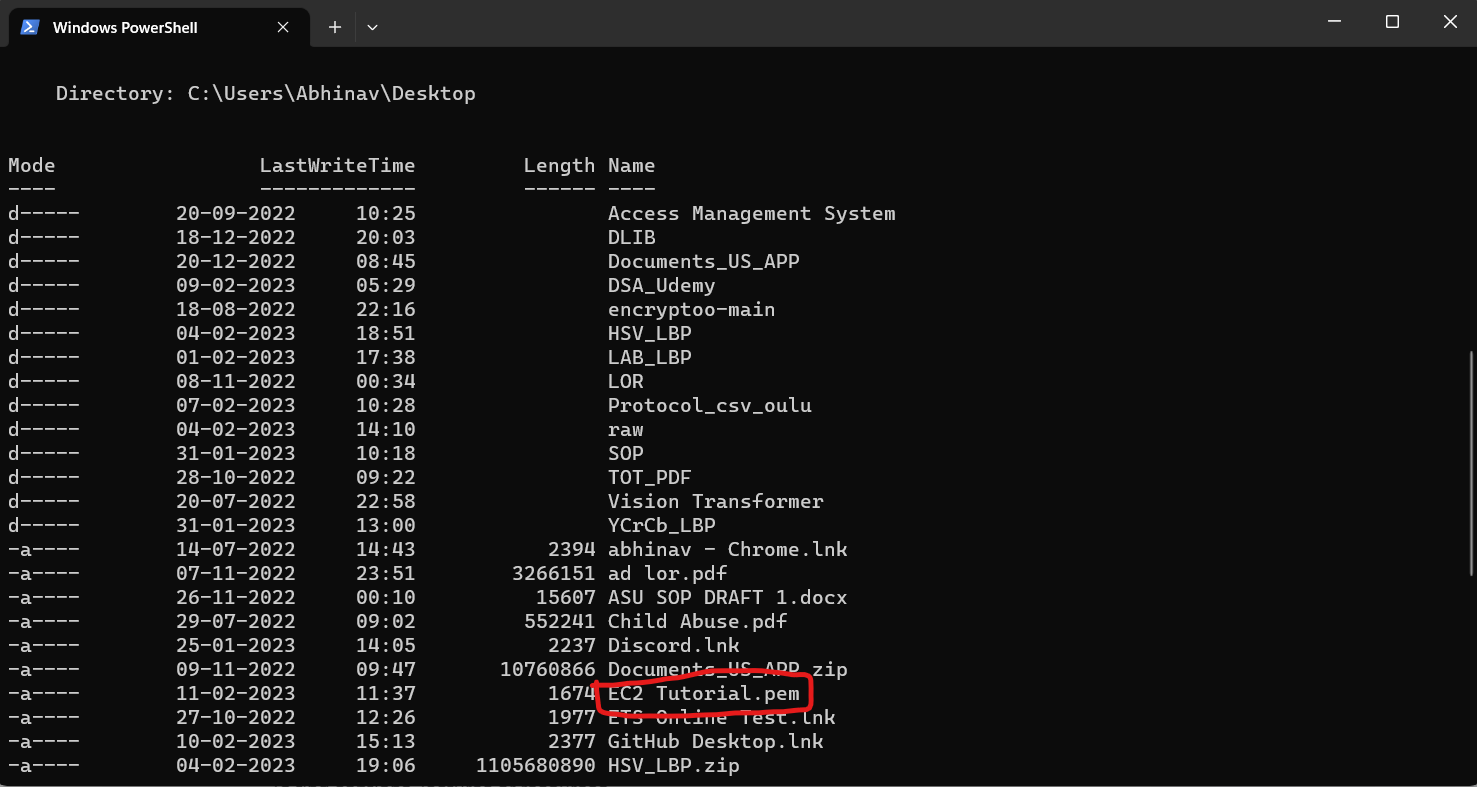 Windows PowerShell
Directory: C:\Users\Abhinav\Desktop
Mode LastWriteTime Length Name
---- ------------- ------ ----
d----- 20-09-2022 10:25 Access Management System
d----- 18-12-2022 20:03 DLIB
d----- 20-12-2022 08:45 Documents_US_APP
d----- 09-02-2023 05:29 DSA_Udemy
d----- 18-08-2022 22:16 encryptoo-main
d----- 04-02-2023 18:51 HSV_LBP
d----- 01-02-2023 17:38 LAB_LBP
d----- 08-11-2022 00:34 LOR
d----- 07-02-2023 10:28 Protocol_csv_oulu
d----- 04-02-2023 14:10 raw
d----- 31-01-2023 10:18 SOP
d----- 28-10-2022 09:22 TOT_PDF
d----- 20-07-2022 22:58 Vision Transformer
d----- 31-01-2023 13:00 YCrCb_LBP
-a---- 14-07-2022 14:43 2394 abhinav - Chrome.lnk
-a---- 07-11-2022 23:51 3266151 ad lor.pdf
-a---- 26-11-2022 00:10 15607 ASU SOP DRAFT 1.docx
-a---- 29-07-2022 09:02 552241 Child Abuse.pdf
-a---- 25-01-2023 14:05 2237 Discord.lnk
-a---- 09-11-2022 09:47 10760866 Documents_US_APP.zip
-a---- 11-02-2023 11:37 1674 EC2 Tutorial.pem
-a---- 27-10-2022 12:26 1977 ETS Online Test.lnk
-a---- 10-02-2023 15:13 2377 GitHub Desktop.lnk
-a---- 04-02-2023 19:06 1105680890 HSV_LBP.zip